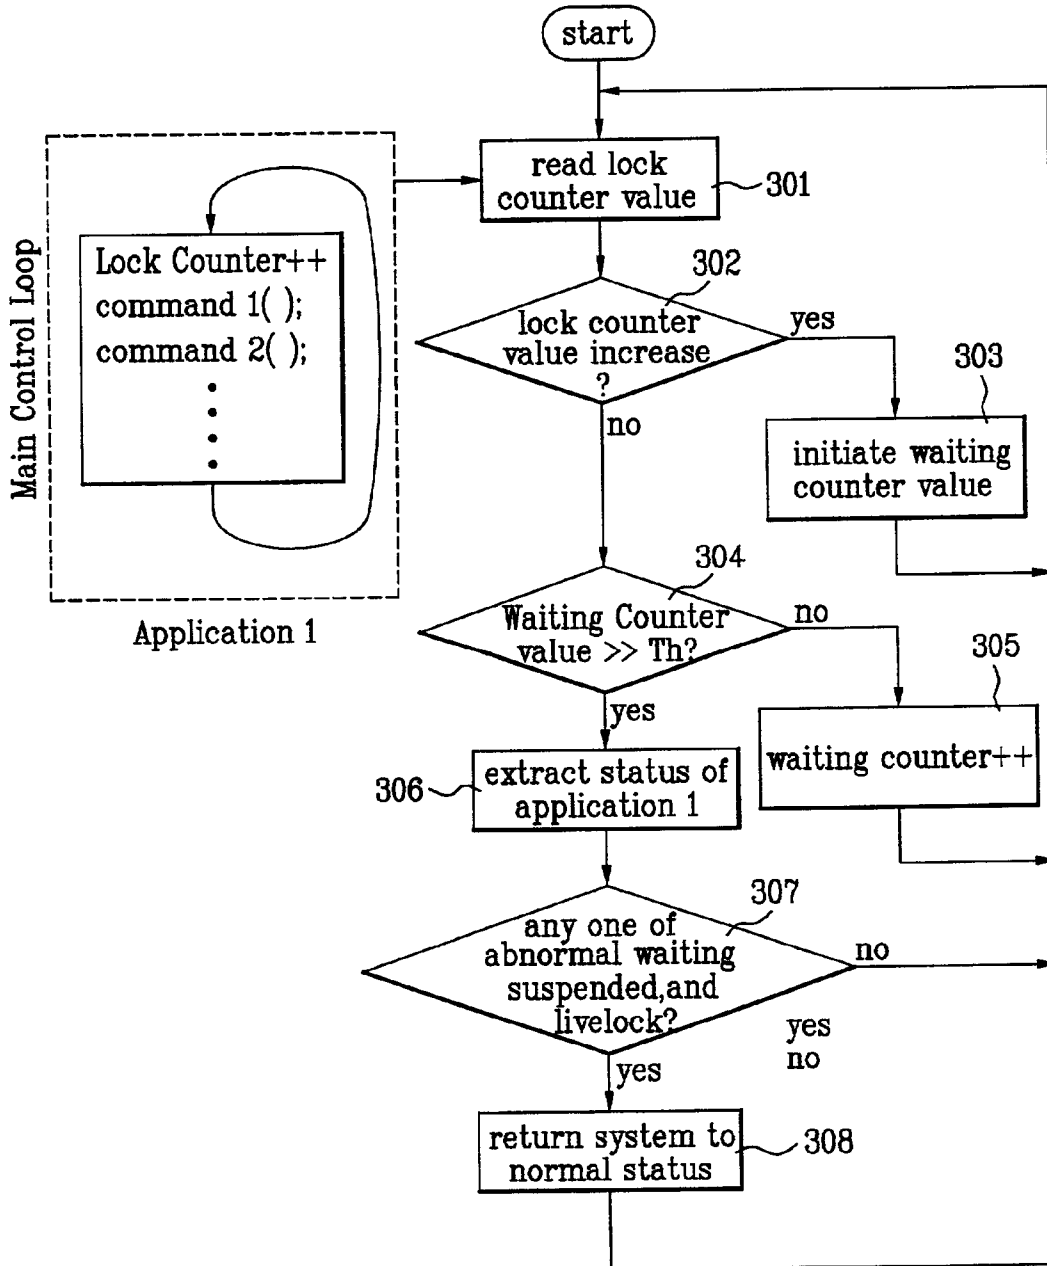 start
read lock
counter value
301
Main Control Loop
Lock Counter++
command 1( );
command 2( );
Application 1
302
lock counter
value increase
?
yes
no
303
initiate waiting
counter value
304
Waiting Counter
value >> Th?
no
yes
305
waiting counter++
306
extract status of
application 1
307
any one of
abnormal waiting
suspended,and
livelock?
no
yes
no
yes
return system to
normal status
308